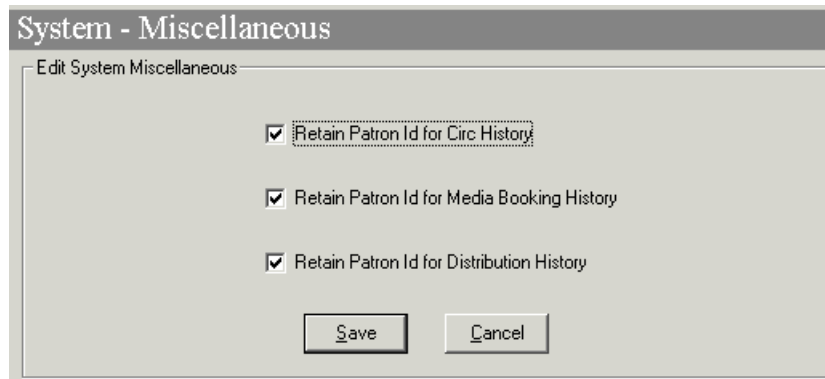 System - Miscellaneous
Edit System Miscellaneous
Retain Patron Id for Circ History
Retain Patron Id for Media Booking History
Retain Patron Id for Distribution History
Save Cancel